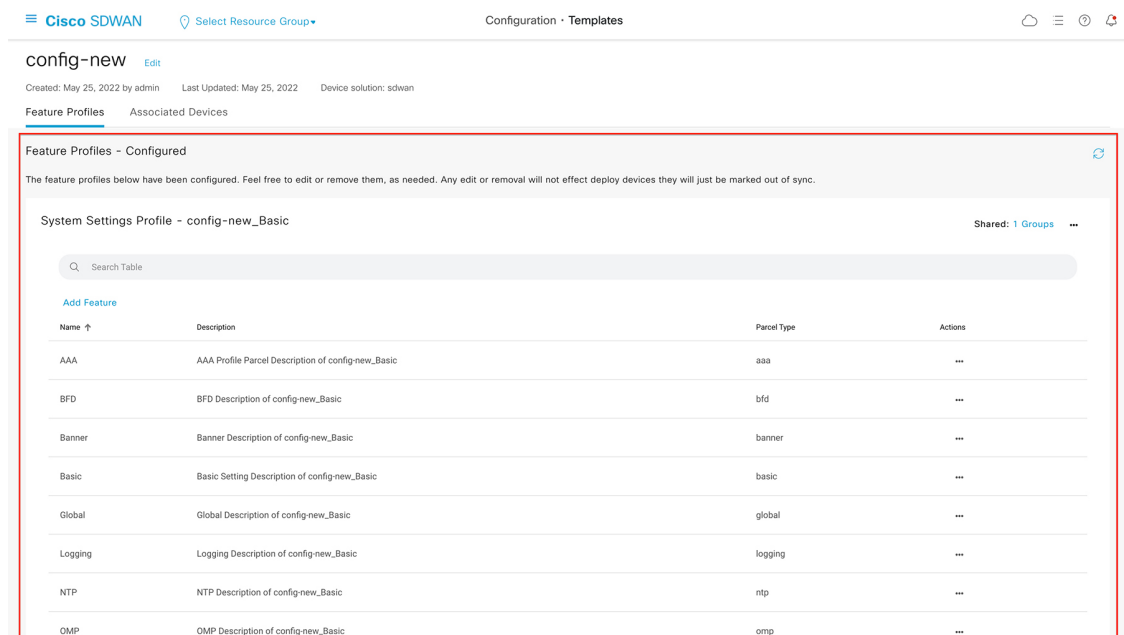 Cisco SDWAN Select Resource Group Configuration · Templates
config-new Edit
Created: May 25, 2022 by admin Last Updated: May 25, 2022 Device solution: sdwan
Feature Profiles Associated Devices
Feature Profiles - Configured
The feature profiles below have been configured. Feel free to edit or remove them, as needed. Any edit or removal will not effect deploy devices they will just be marked out of sync.
System Settings Profile - config-new_Basic
Shared: 1 Groups ...
Search Table
Add Feature
Name Description Parcel Type Actions
AAA AAA Profile Parcel Description of config-new_Basic aaa ...
BFD BFD Description of config-new_Basic bfd ...
Banner Banner Description of config-new_Basic banner ...
Basic Basic Setting Description of config-new_Basic basic ...
Global Global Description of config-new_Basic global ...
Logging Logging Description of config-new_Basic logging ...
NTP NTP Description of config-new_Basic ntp ...
OMP OMP Description of config-new_Basic omp ...